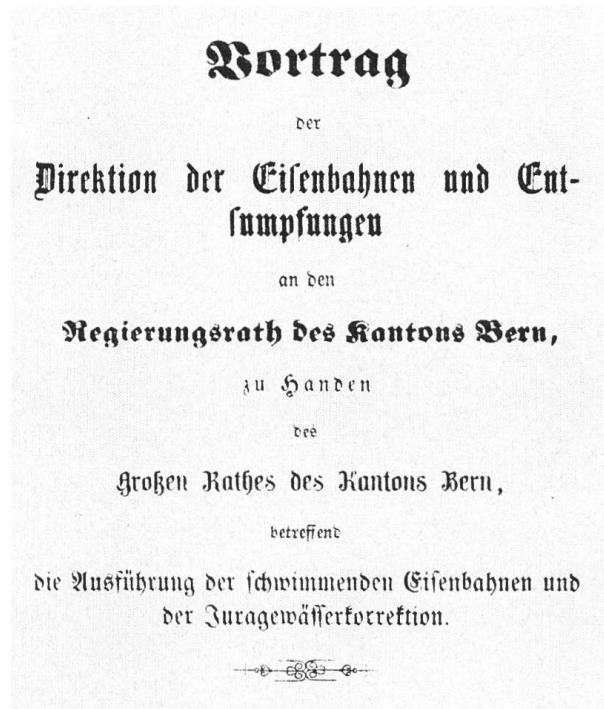 Vortrag
der
Direktion der Eisenbahnen und Ent-
sumpfungen
an den
Regierungsrath des Kantons Bern,
zu Handen
des
Großen Rathes des Kantons Bern,
betreffend
die Ausführung der schwimmenden Eisenbahnen und
der Juragewässerkorrektion.